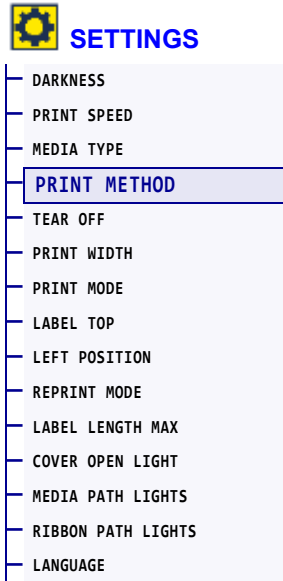 SETTINGS
DARKNESS
PRINT SPEED
MEDIA TYPE
PRINT METHOD
TEAR OFF
PRINT WIDTH
PRINT MODE
LABEL TOP
LEFT POSITION
REPRINT MODE
LABEL LENGTH MAX
COVER OPEN LIGHT
MEDIA PATH LIGHTS
RIBBON PATH LIGHTS
LANGUAGE